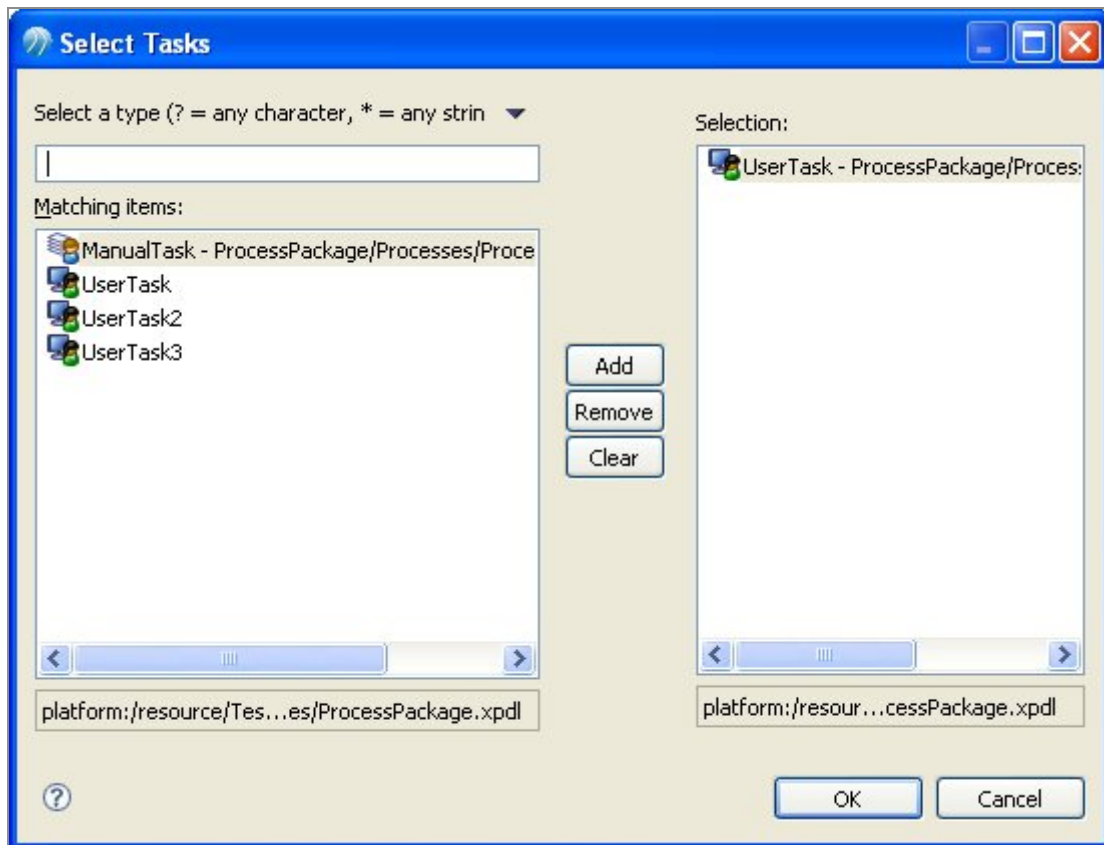 Select Tasks
Select a type (? = any character, * = any strin
Selection:
Matching items:
ManualTask - ProcessPackage/Processes/Proce
UserTask
UserTask2
UserTask3
UserTask - ProcessPackage/Proces
Add
Remove
Clear
platform:/resource/Tes...es/ProcessPackage.xpdl
platform:/resour...cessPackage.xpdl
?
OK
Cancel